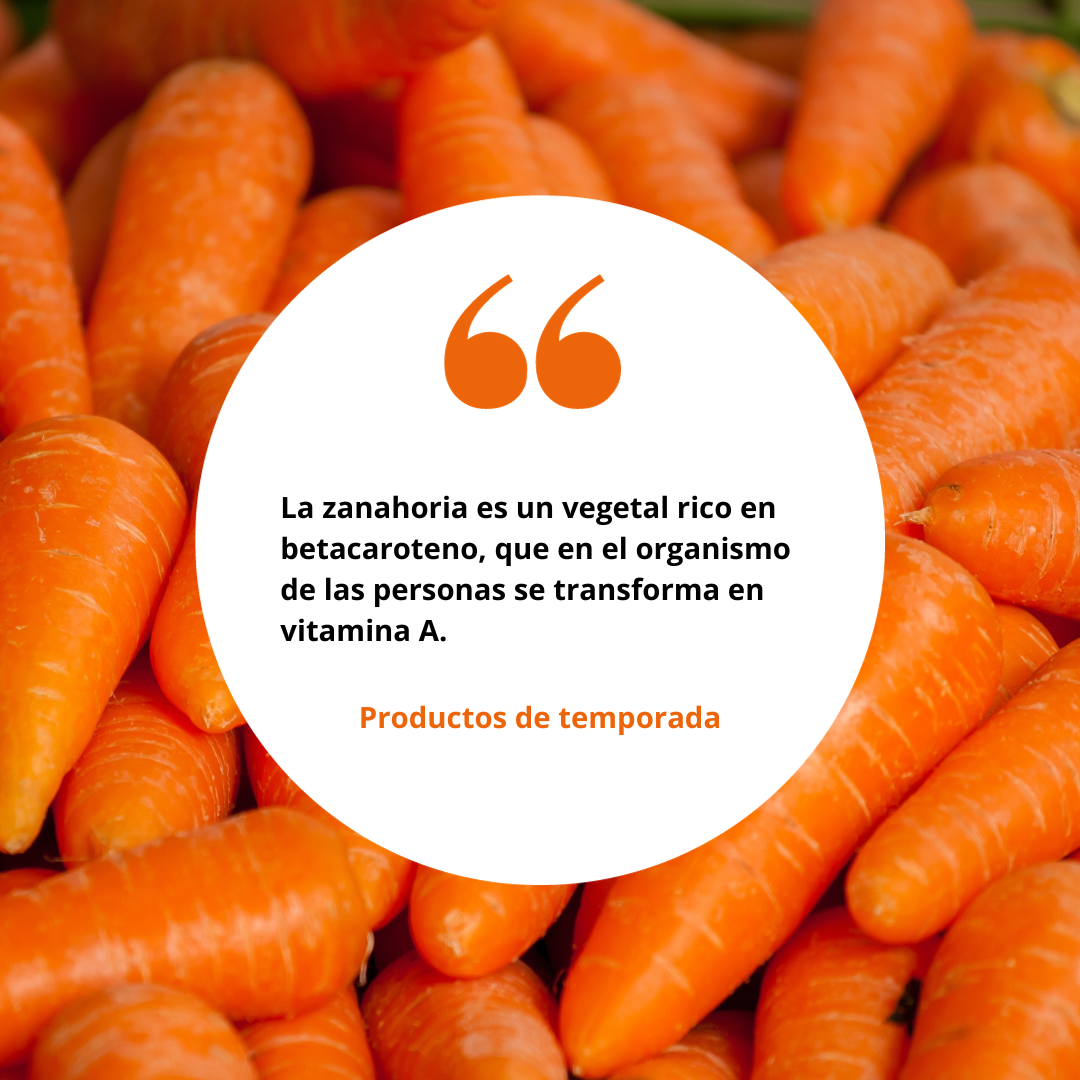 “
La zanahoria es un vegetal rico en
betacaroteno, que en el organismo
de las personas se transforma en
vitamina A.
Productos de temporada